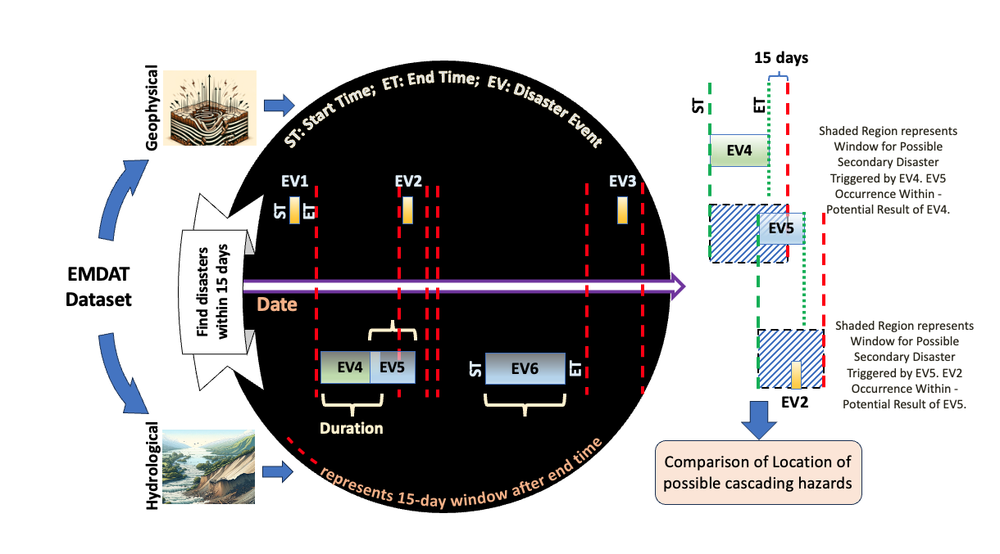 Geophysical
EMDAT
Dataset
Hydrological
Find disasters
within 15 days
ST: Start Time; ET: End Time; EV: Disaster Event
EV1
ST
ET
EV2
EV3
Date
EV4
EV5
Duration
ST
EV6
ET
represents 15-day window after end time
15 days
ST
ET
EV4
Shaded Region represents
Window for Possible
Secondary Disaster
Triggered by EV4. EV5
Occurrence Within -
Potential Result of EV4.
EV5
Shaded Region represents
Window for Possible
Secondary Disaster
Triggered by EV5. EV2
Occurrence Within -
Potential Result of EV5.
EV2
Comparison of Location of
possible cascading hazards